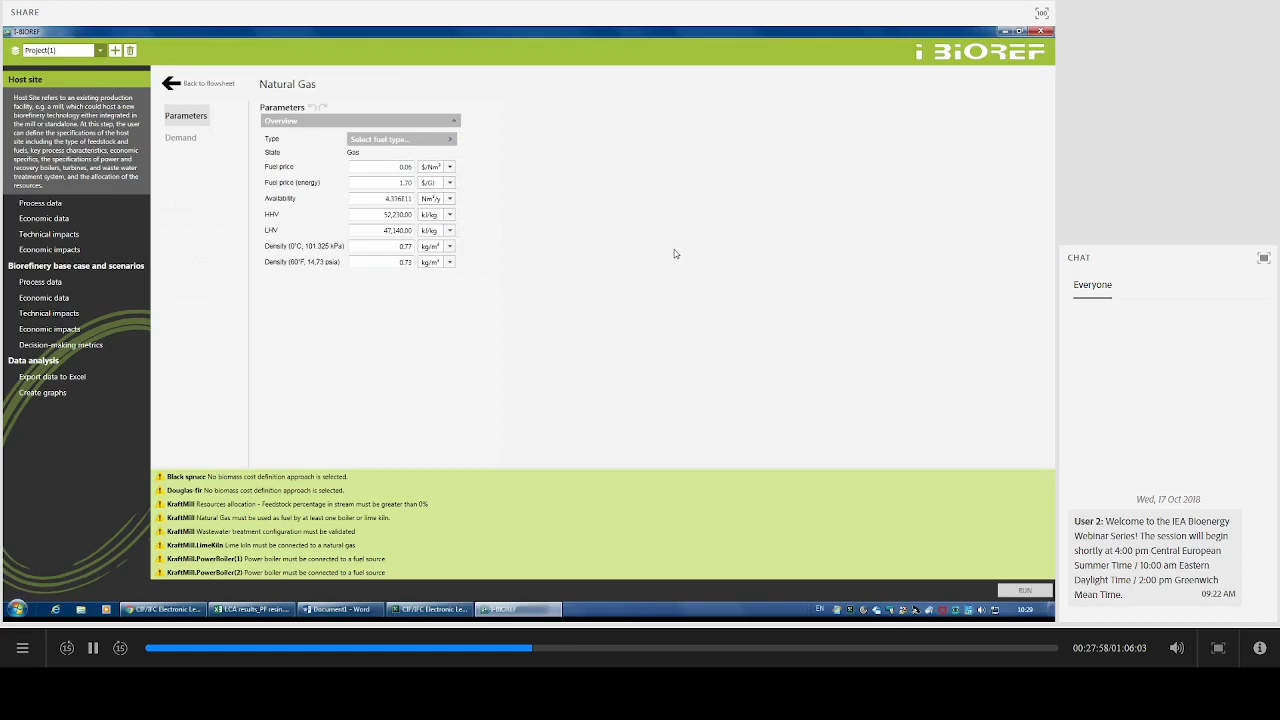 SHARE
I-BIOREF
Project(1)
i BiOREF
Host site
Host Site refers to an existing production
facility, e.g. a mill, which could host a new
biorefinery technology either integrated in
the mill or standalone. At this step, the user
can define the specifications of the host
site including the type of feedstock and
fuels, key process characteristics, economic
specifics, the specifications of power and
recovery boilers, turbines, and waste water
treatment system, and the allocation of the
resources.
Process data
Economic data
Technical impacts
Economic impacts
Biorefinery base case and scenarios
Process data
Economic data
Technical impacts
Economic impacts
Decision-making metrics
Data analysis
Export data to Excel
Create graphs
Back to flowsheet
Natural Gas
Parameters
Demand
Parameters
Overview
Type Select fuel type...
State Gas
Fuel price 0.06 $/Nm³
Fuel price (energy) 1.70 $/GJ
Availability 4.336E11 Nm³/y
HHV 52,230.00 kJ/kg
LHV 47,140.00 kJ/kg
Density (0°C, 101.325 kPa) 0.77 kg/m³
Density (60°F, 14,73 psia) 0.73 kg/m³
Black spruce No biomass cost definition approach is selected.
Douglas-fir No biomass cost definition approach is selected.
KraftMill Resources allocation - Feedstock percentage in stream must be greater than 0%
KraftMill Natural Gas must be used as fuel by at least one boiler or lime kiln.
KraftMill Wastewater treatment configuration must be validated
KraftMill.LimeKiln Lime kiln must be connected to a natural gas
KraftMill.PowerBoiler(1) Power boiler must be connected to a fuel source
KraftMill.PowerBoiler(2) Power boiler must be connected to a fuel source
RUN
CIF/IFC Electronic Le...
LCA results_PF resin...
Document1 - Word
CIF/IFC Electronic Le...
I-BIOREF
EN
10:29
CHAT
Everyone
Wed, 17 Oct 2018
User 2: Welcome to the IEA Bioenergy
Webinar Series! The session will begin
shortly at 4:00 pm Central European
Summer Time / 10:00 am Eastern
Daylight Time / 2:00 pm Greenwich
Mean Time.
09:22 AM
15
15
00:27:58/01:06:03